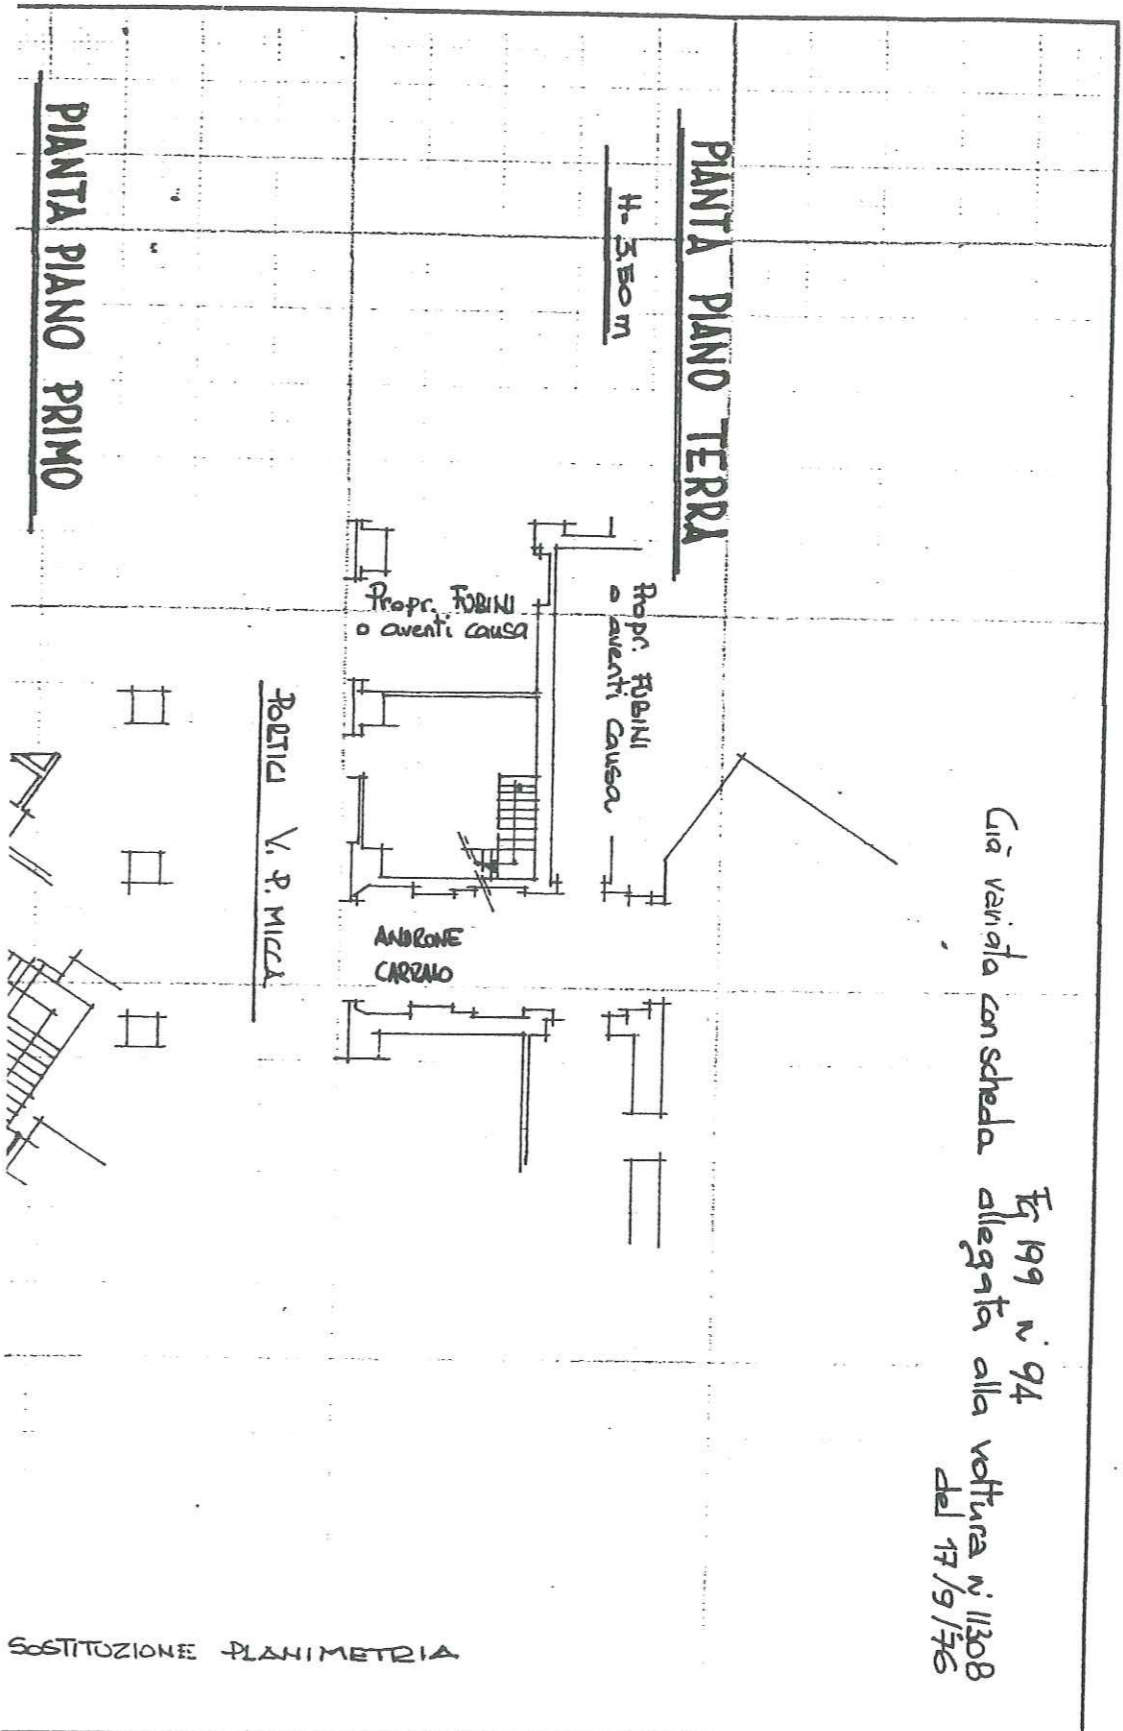 Fg 199 n° 94
Già variata con scheda allegata alla voltura n° 11308
del 17/9/76
PIANTA PIANO TERRA
H= 3.50 m
Propr. FUBINI
o aventi causa
Propr. FUBINI
o aventi causa
ANDRONE
CARRAIO
PORTICI V. P. MICCA
PIANTA PIANO PRIMO
SOSTITUZIONE PLANIMETRIA